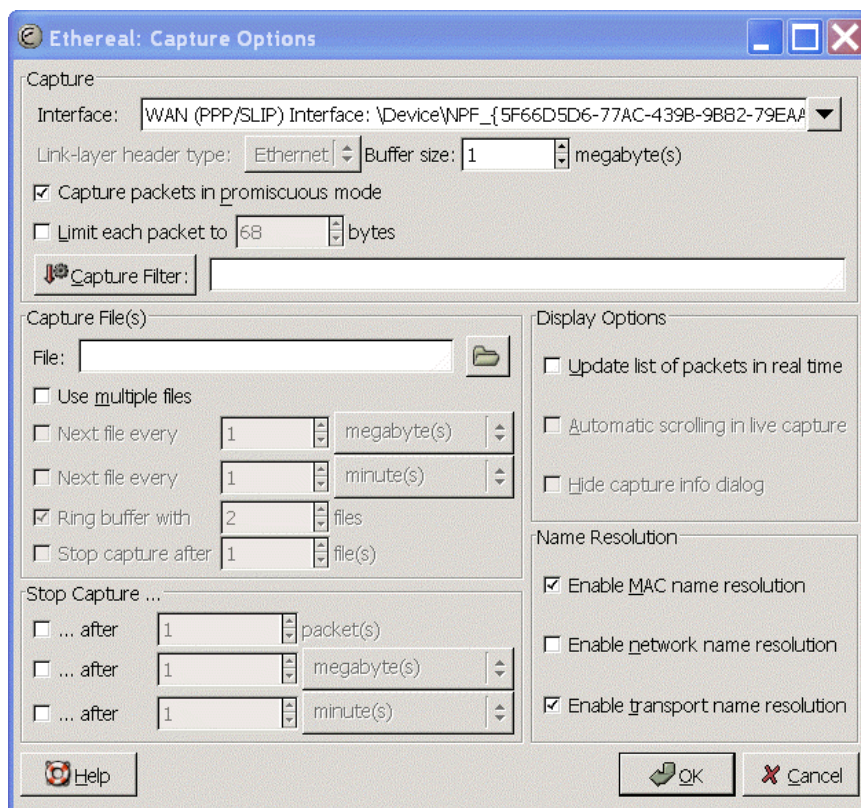 Ethereal: Capture Options
Capture
Interface: WAN (PPP/SLIP) Interface: \Device\NPF_{5F66D5D6-77AC-439B-9B82-79EAA
Link-layer header type: Ethernet Buffer size: 1 megabyte(s)
Capture packets in promiscuous mode
Limit each packet to 68 bytes
Capture Filter:
Capture File(s)
File:
Use multiple files
Next file every 1 megabyte(s)
Next file every 1 minute(s)
Ring buffer with 2 files
Stop capture after 1 file(s)
Stop Capture ...
... after 1 packet(s)
... after 1 megabyte(s)
... after 1 minute(s)
Display Options
Update list of packets in real time
Automatic scrolling in live capture
Hide capture info dialog
Name Resolution
Enable MAC name resolution
Enable network name resolution
Enable transport name resolution
Help
OK
Cancel